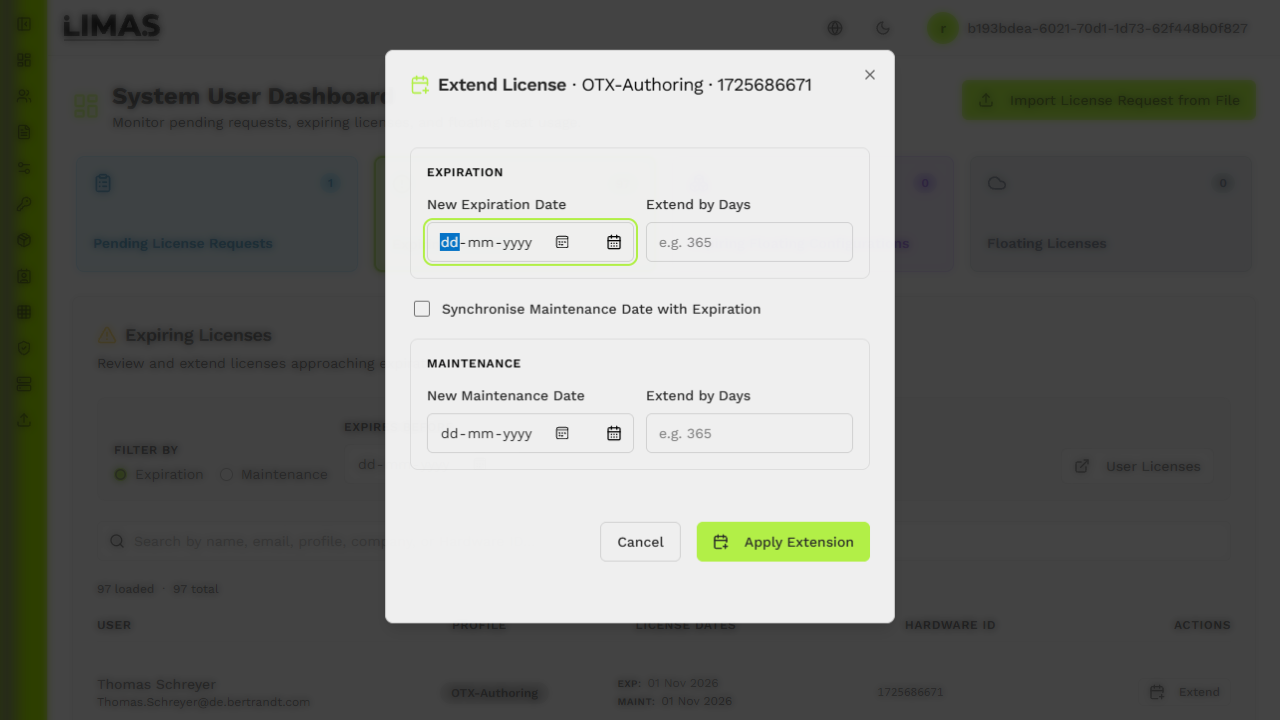 LIMAS
r b193bdea-6021-70d1-1d73-62f448b0f827
Extend License · OTX-Authoring · 1725686671
System User Dashboard
Monitor pending requests, expiring
Import License Request from File
EXPIRATION
New Expiration Date Extend by Days
dd-mm-yyyy e.g. 365
1 0 0
Pending License Requests
Floating Licenses
Synchronise Maintenance Date with Expiration
Expiring Licenses
Review and extend licenses approaching
MAINTENANCE
New Maintenance Date Extend by Days
dd-mm-yyyy e.g. 365
FILTER BY
Expiration Maintenance
User Licenses
Cancel Apply Extension
Search by name, email, profile,
97 loaded · 97 total
USER PROFILE LICENSE DATES HARDWARE ID ACTIONS
Thomas Schreyer
Thomas.Schreyer@de.bertrandt.com
OTX-Authoring
EXP: 01 Nov 2026
MAINT: 01 Nov 2026
1725686671
Extend